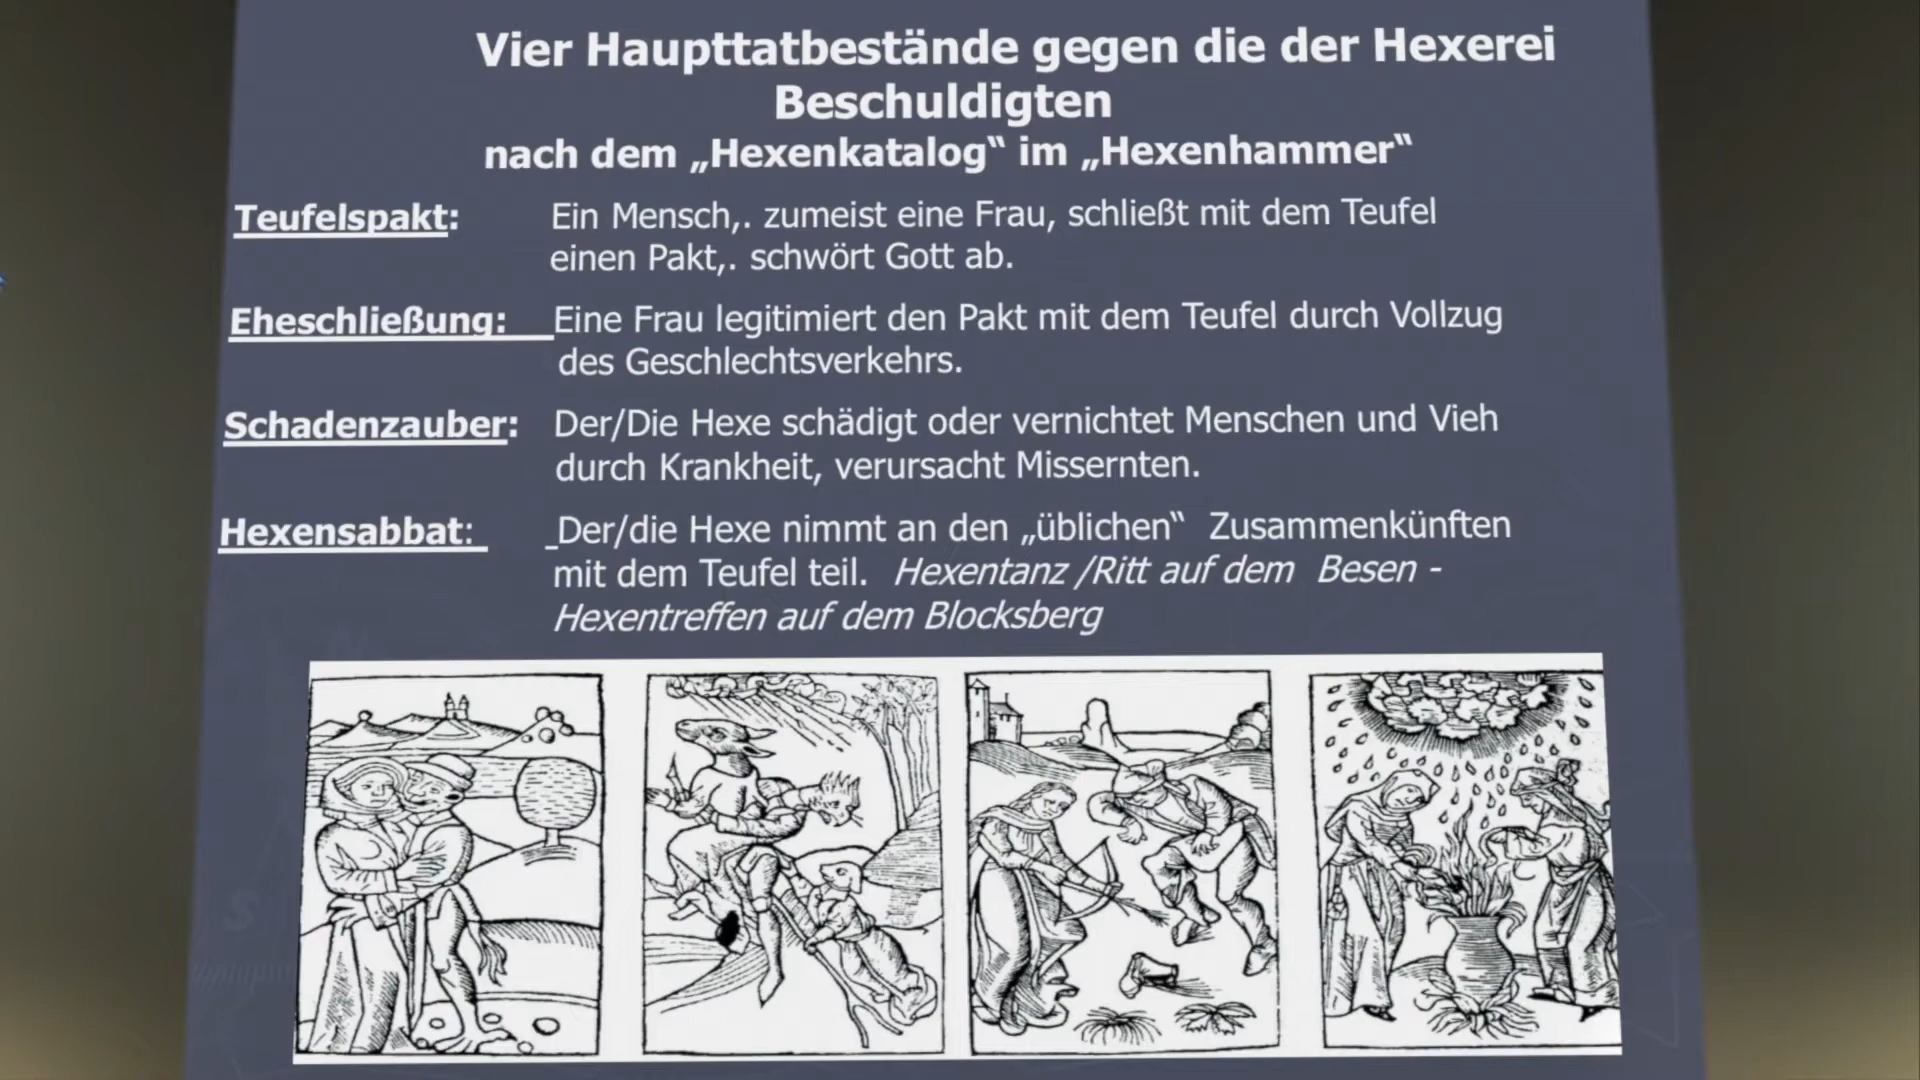 Vier Haupttatbestände gegen die der Hexerei
Beschuldigten
nach dem „Hexenkatalog“ im „Hexenhammer“
Teufelspakt: Ein Mensch,. zumeist eine Frau, schließt mit dem Teufel
einen Pakt,. schwört Gott ab.
Eheschließung: Eine Frau legitimiert den Pakt mit dem Teufel durch Vollzug
des Geschlechtsverkehrs.
Schadenzauber: Der/Die Hexe schädigt oder vernichtet Menschen und Vieh
durch Krankheit, verursacht Missernten.
Hexensabbat: _Der/die Hexe nimmt an den „üblichen“ Zusammenkünften
mit dem Teufel teil. Hexentanz /Ritt auf dem Besen -
Hexentreffen auf dem Blocksberg